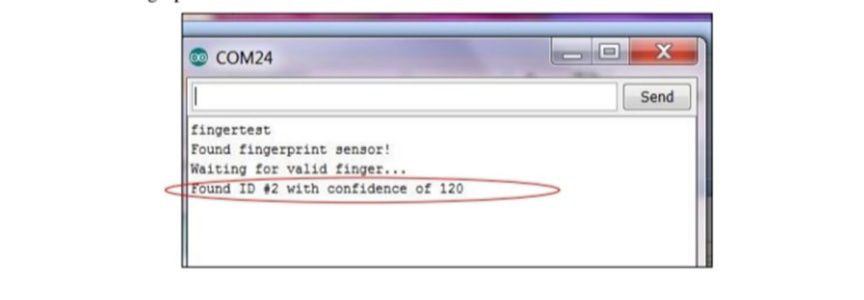 COM24
Send
fingertest
Found fingerprint sensor!
Waiting for valid finger...
Found ID #2 with confidence of 120